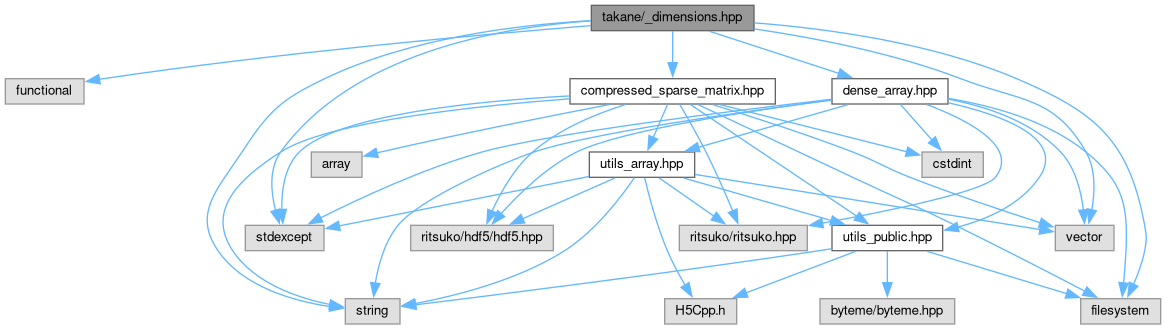 takane/_dimensions.hpp
functional
compressed_sparse_matrix.hpp
dense_array.hpp
array
utils_array.hpp
cstdint
stdexcept
ritsuko/hdf5/hdf5.hpp
ritsuko/ritsuko.hpp
utils_public.hpp
vector
string
H5Cpp.h
byteme/byteme.hpp
filesystem